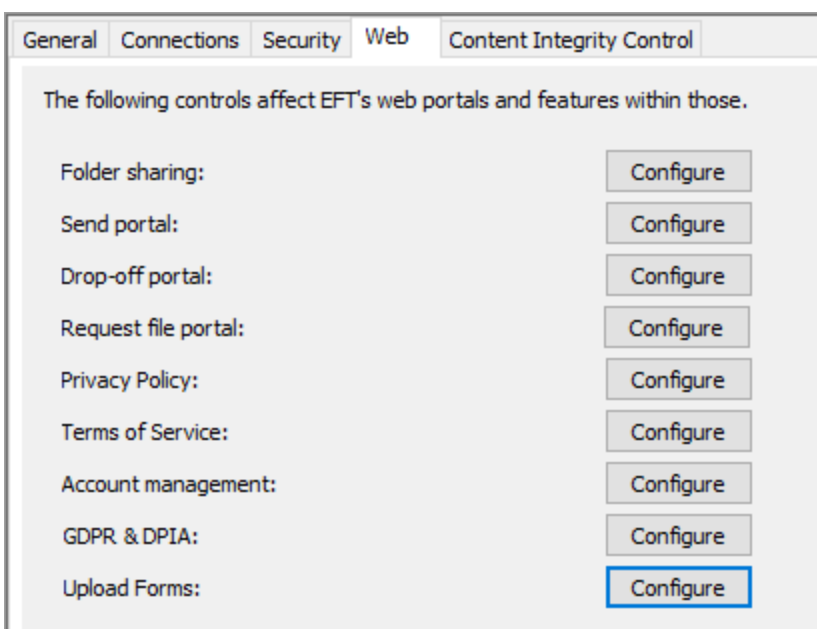 General Connections Security Web Content Integrity Control
The following controls affect EFT's web portals and features within those.
Folder sharing: Configure
Send portal: Configure
Drop-off portal: Configure
Request file portal: Configure
Privacy Policy: Configure
Terms of Service: Configure
Account management: Configure
GDPR & DPIA: Configure
Upload Forms: Configure